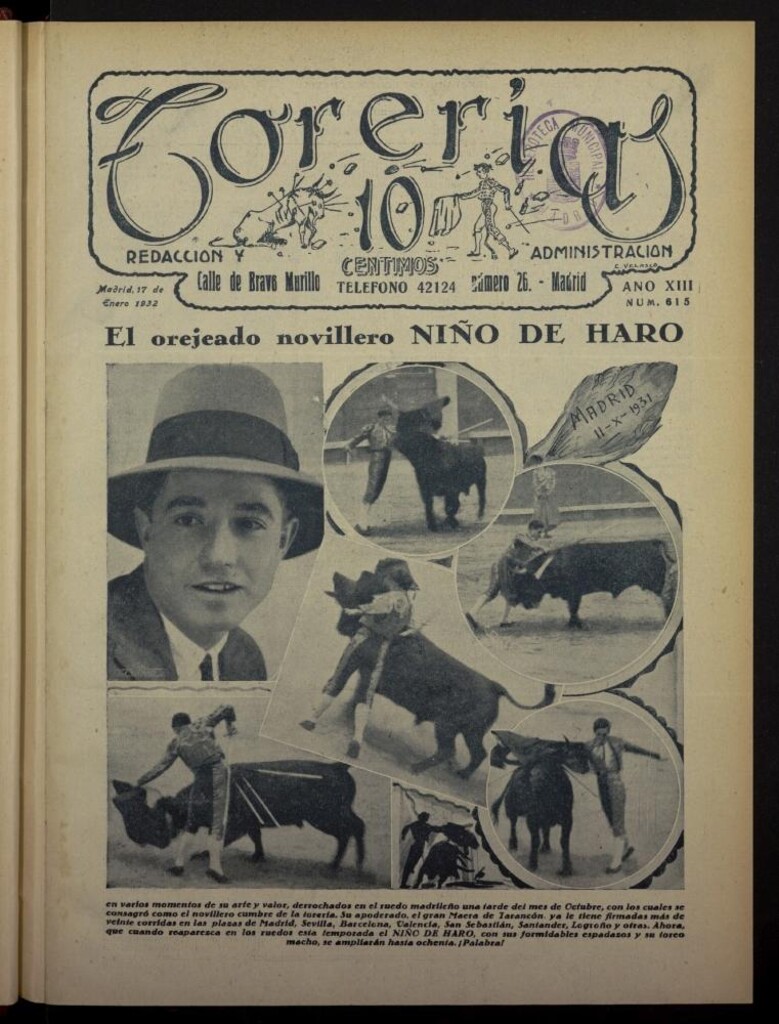 Torerías
10
CENTIMOS
REDACCION Y ADMINISTRACION
C. VELASCO
Calle de Bravo Murillo TELEFONO 42124 número 26. - Madrid
Madrid, 17 de
Enero 1932
AÑO XIII
NUM. 615
BIBLIOTECA MUNICIPAL
El orejeado novillero NIÑO DE HARO
MADRID
11-X-1931
en varios momentos de su arte y valor, derrochados en el ruedo madrileño una tarde del mes de Octubre, con los cuales se
consagró como el novillero cumbre de la torería. Su apoderado, el gran Maera de Tarancón, ya le tiene firmadas más de
veinte corridas en las plazas de Madrid, Sevilla, Barcelona, Valencia, San Sebastián, Santander, Logroño y otras. Ahora,
que cuando reaparezca en los ruedos esta temporada el NIÑO DE HARO, con sus formidables espadazos y su toreo
macho, se ampliarán hasta ochenta. ¡Palabra!